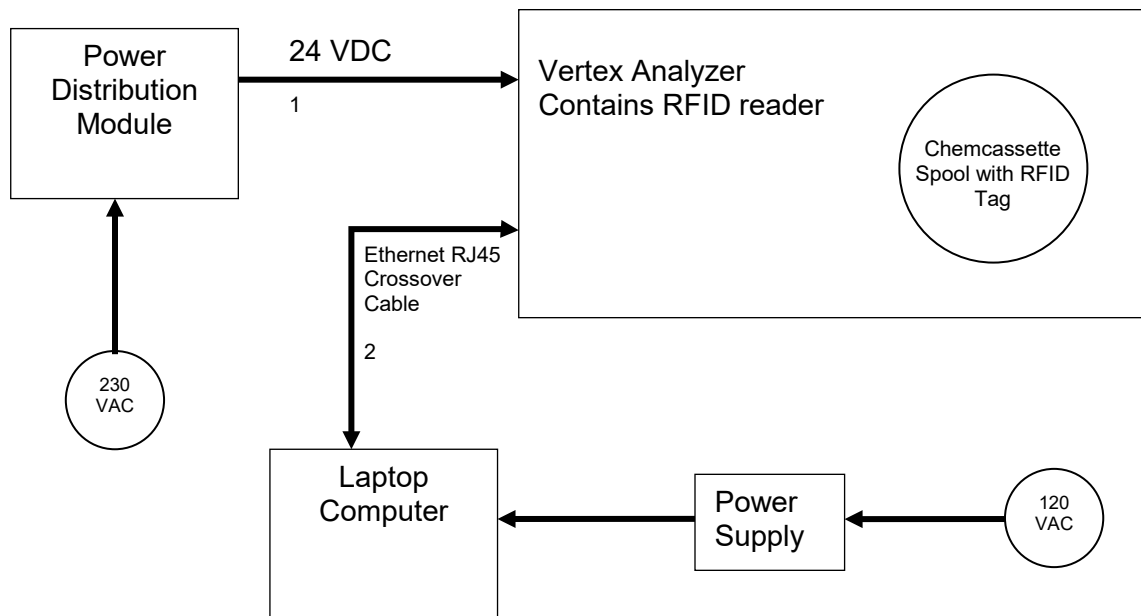 Power
Distribution
Module
24 VDC
1
Vertex Analyzer
Contains RFID reader
Chemcassette
Spool with RFID
Tag
Ethernet RJ45
Crossover
Cable
2
230
VAC
Laptop
Computer
Power
Supply
120
VAC